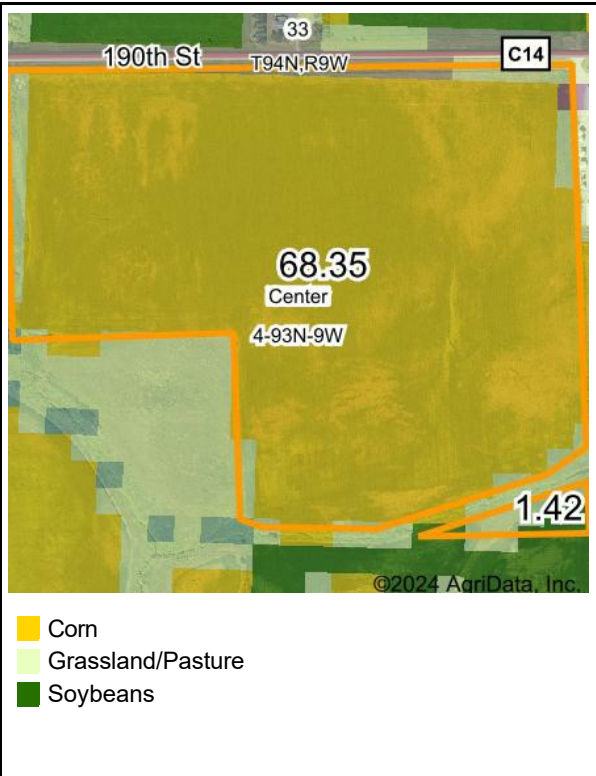 33
190th St
T94N,R9W
C14
68.35
Center
4-93N-9W
1.42
©2024 AgriData, Inc.
Corn
Grassland/Pasture
Soybeans